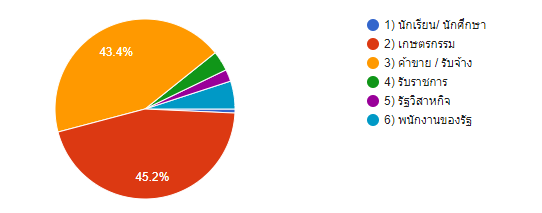 43.4%
45.2%
1) นักเรียน/ นักศึกษา
2) เกษตรกรรม
3) ค้าขาย / รับจ้าง
4) รับราชการ
5) รัฐวิสาหกิจ
6) พนักงานของรัฐ